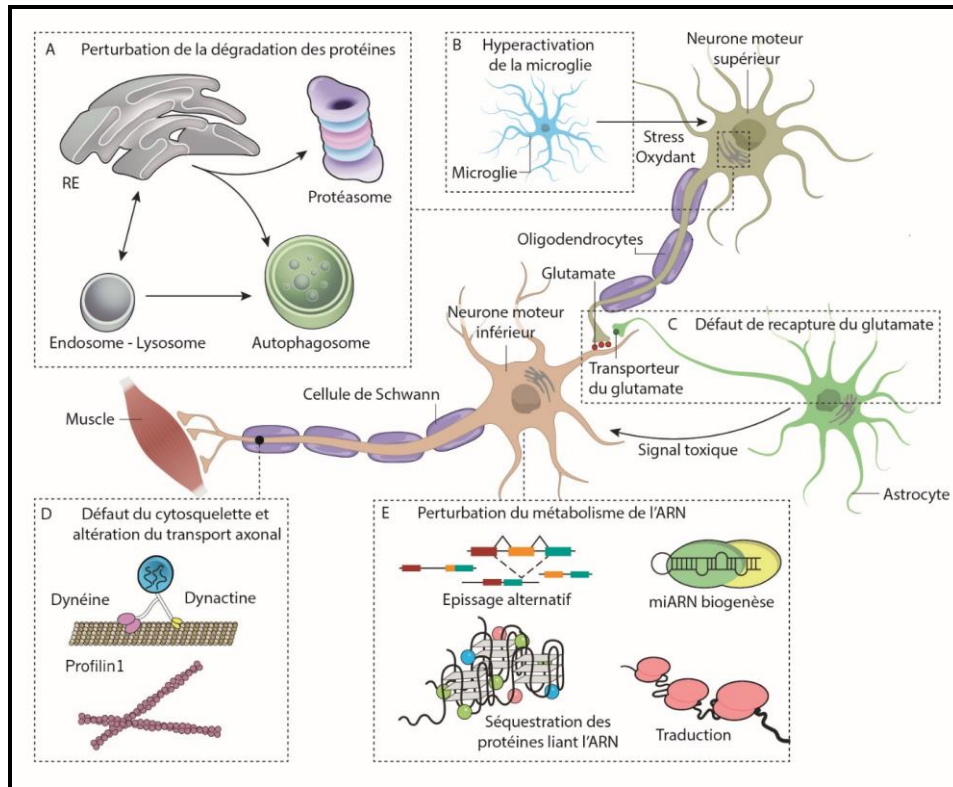 A Perturbation de la dégradation des protéines
RE
Protéasome
Endosome - Lysosome
Autophagosome
B Hyperactivation
de la microglie
Microglie
Neurone moteur
supérieur
Stress
Oxydant
Oligodendrocytes
Glutamate
Neurone moteur
inférieur
C Défaut de recapture du glutamate
Transporteur
du glutamate
Cellule de Schwann
Muscle
Signal toxique
Astrocyte
D Défaut du cytosquelette et
altération du transport axonal
Dynéine
Dynactine
Profilin1
E Perturbation du métabolisme de l'ARN
Epissage alternatif
miARN biogenèse
Séquestration des
protéines liant l'ARN
Traduction